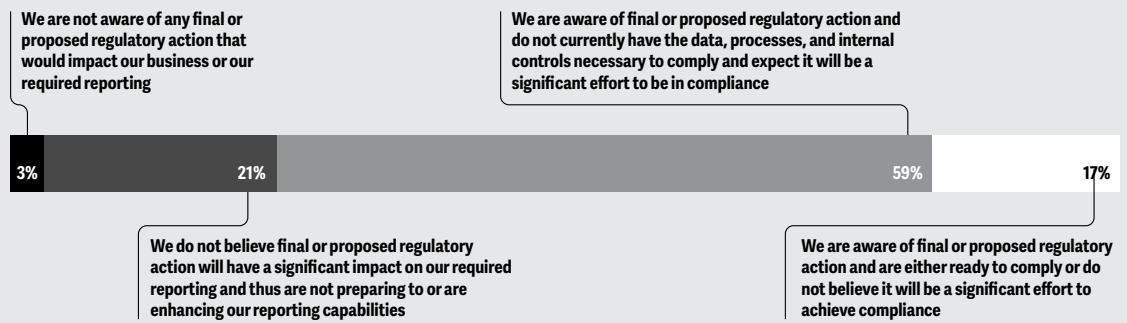 We are not aware of any final or
proposed regulatory action that
would impact our business or our
required reporting
We are aware of final or proposed regulatory action and
do not currently have the data, processes, and internal
controls necessary to comply and expect it will be a
significant effort to be in compliance
3%
21%
59%
17%
We do not believe final or proposed regulatory
action will have a significant impact on our required
reporting and thus are not preparing to or are
enhancing our reporting capabilities
We are aware of final or proposed regulatory
action and are either ready to comply or do
not believe it will be a significant effort to
achieve compliance